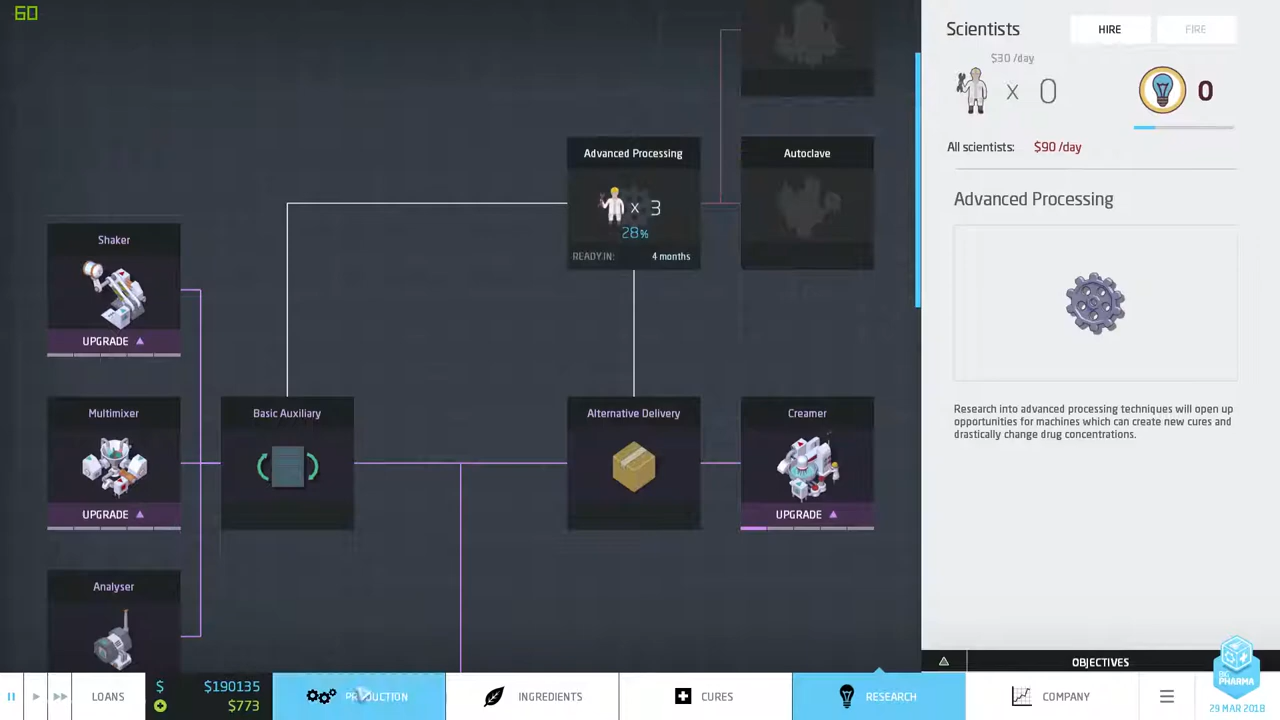 60
Shaker
UPGRADE
Multimixer
UPGRADE
Analyser
Basic Auxiliary
Advanced Processing
x 3
28%
READY IN: 4 months
Autoclave
Alternative Delivery
Creamer
UPGRADE
Scientists HIRE FIRE
$30 /day
x 0 0
All scientists: $90 /day
Advanced Processing
Research into advanced processing techniques will open up
opportunities for machines which can create new cures and
drastically change drug concentrations.
OBJECTIVES
LOANS
$ $190135
$773
PRODUCTION
INGREDIENTS
CURES
RESEARCH
COMPANY
BIG
PHARMA
29 MAR 2018